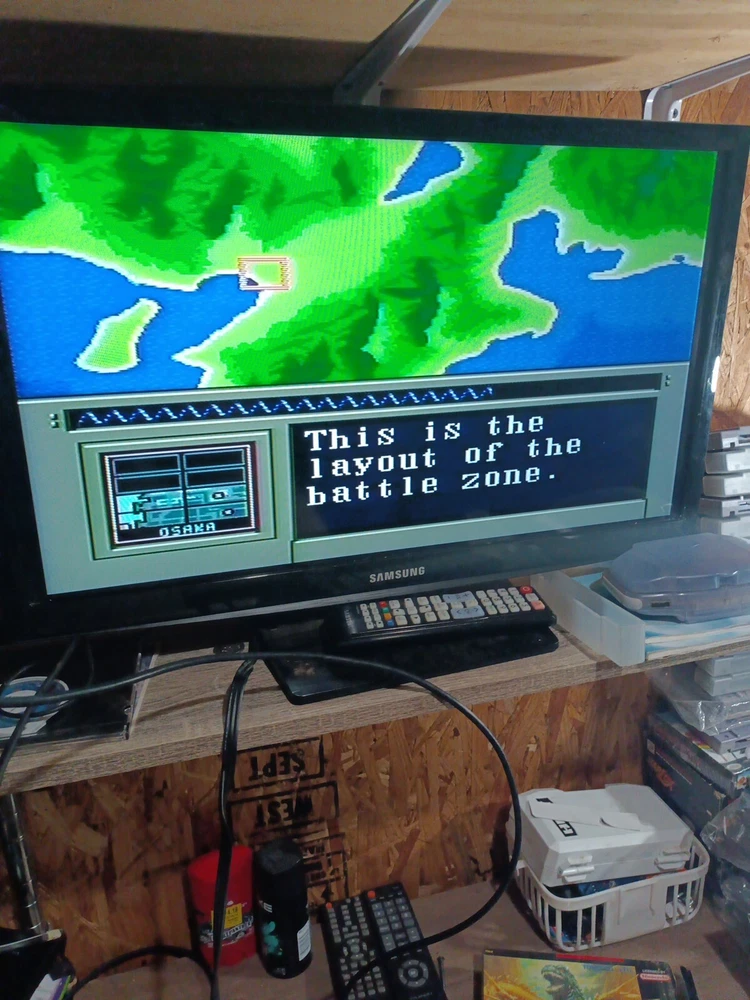 This is the
layout of the
battle zone.
OSAKA
SAMSUNG
SEPT
WEST